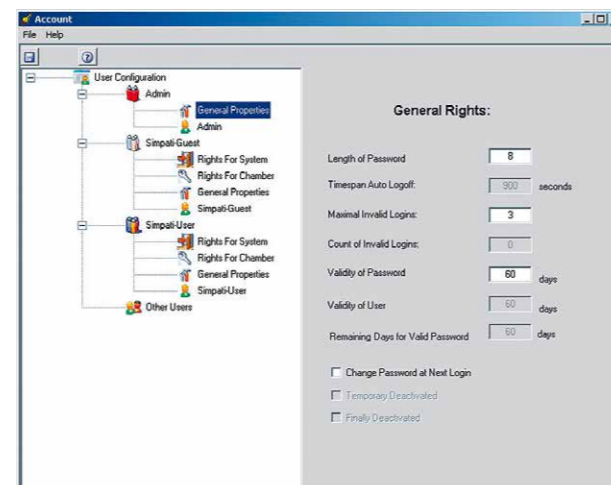 Account
File Help
User Configuration
Admin
General Properties
Admin
Simpati-Guest
Rights For System
Rights For Chamber
General Properties
Simpati-Guest
Simpati-User
Rights For System
Rights For Chamber
General Properties
Simpati-User
Other Users
General Rights:
Length of Password 8
Timespan Auto Logoff: 900 seconds
Maximal Invalid Logins: 3
Count of Invalid Logins: 0
Validity of Password 60 days
Validity of User 60 days
Remaining Days for Valid Password 60 days
Change Password at Next Login
Temporary Deactivated
Finally Deactivated